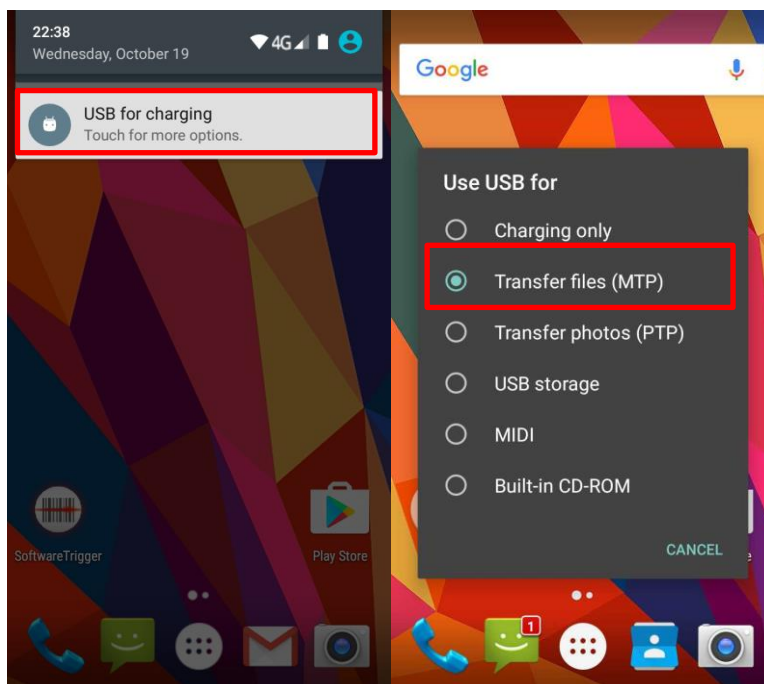 22:38
Wednesday, October 19
4G
USB for charging
Touch for more options.
SoftwareTrigger
Play Store
Google
Use USB for
Charging only
Transfer files (MTP)
Transfer photos (PTP)
USB storage
MIDI
Built-in CD-ROM
CANCEL
e
1